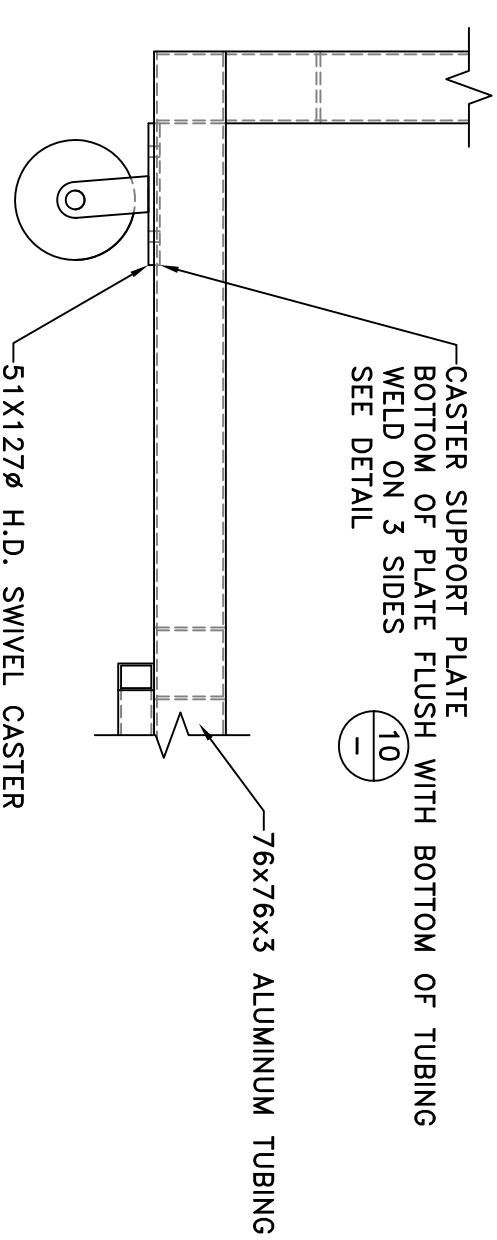 CASTER SUPPORT PLATE
BOTTOM OF PLATE FLUSH WITH BOTTOM OF TUBING
WELD ON 3 SIDES
SEE DETAIL
10
-
76x76x3 ALUMINUM TUBING
51X127ø H.D. SWIVEL CASTER